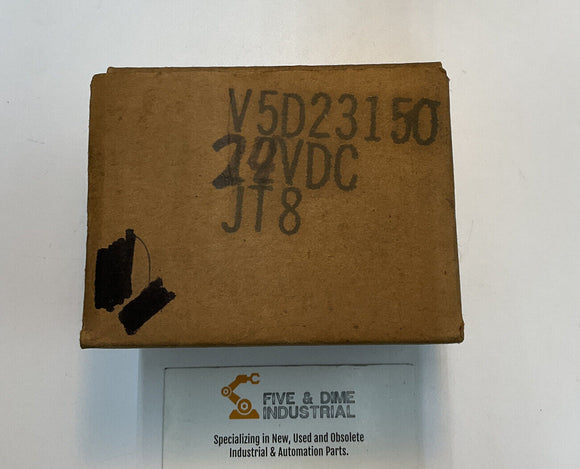 V5D23150
24VDC
JT8
FIVE & DIME
INDUSTRIAL
Specializing in New, Used and Obsolete
Industrial & Automation Parts.